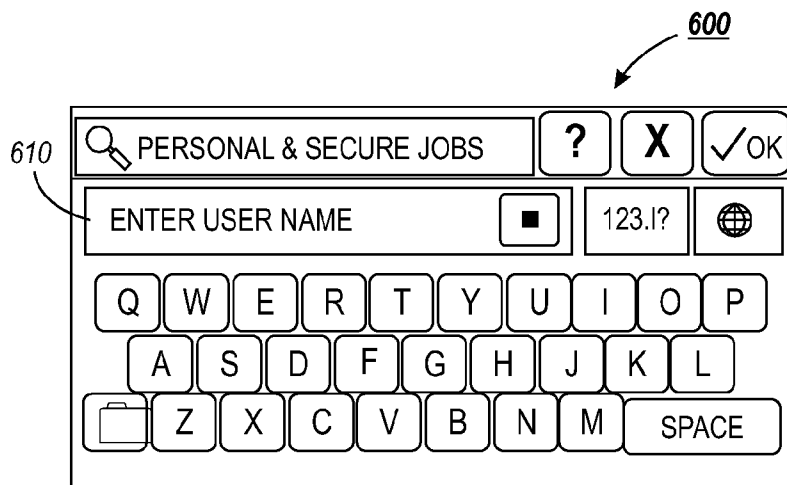 600
PERSONAL & SECURE JOBS ? X OK
610
ENTER USER NAME 123.I?
Q W E R T Y U I O P
A S D F G H J K L
Z X C V B N M SPACE